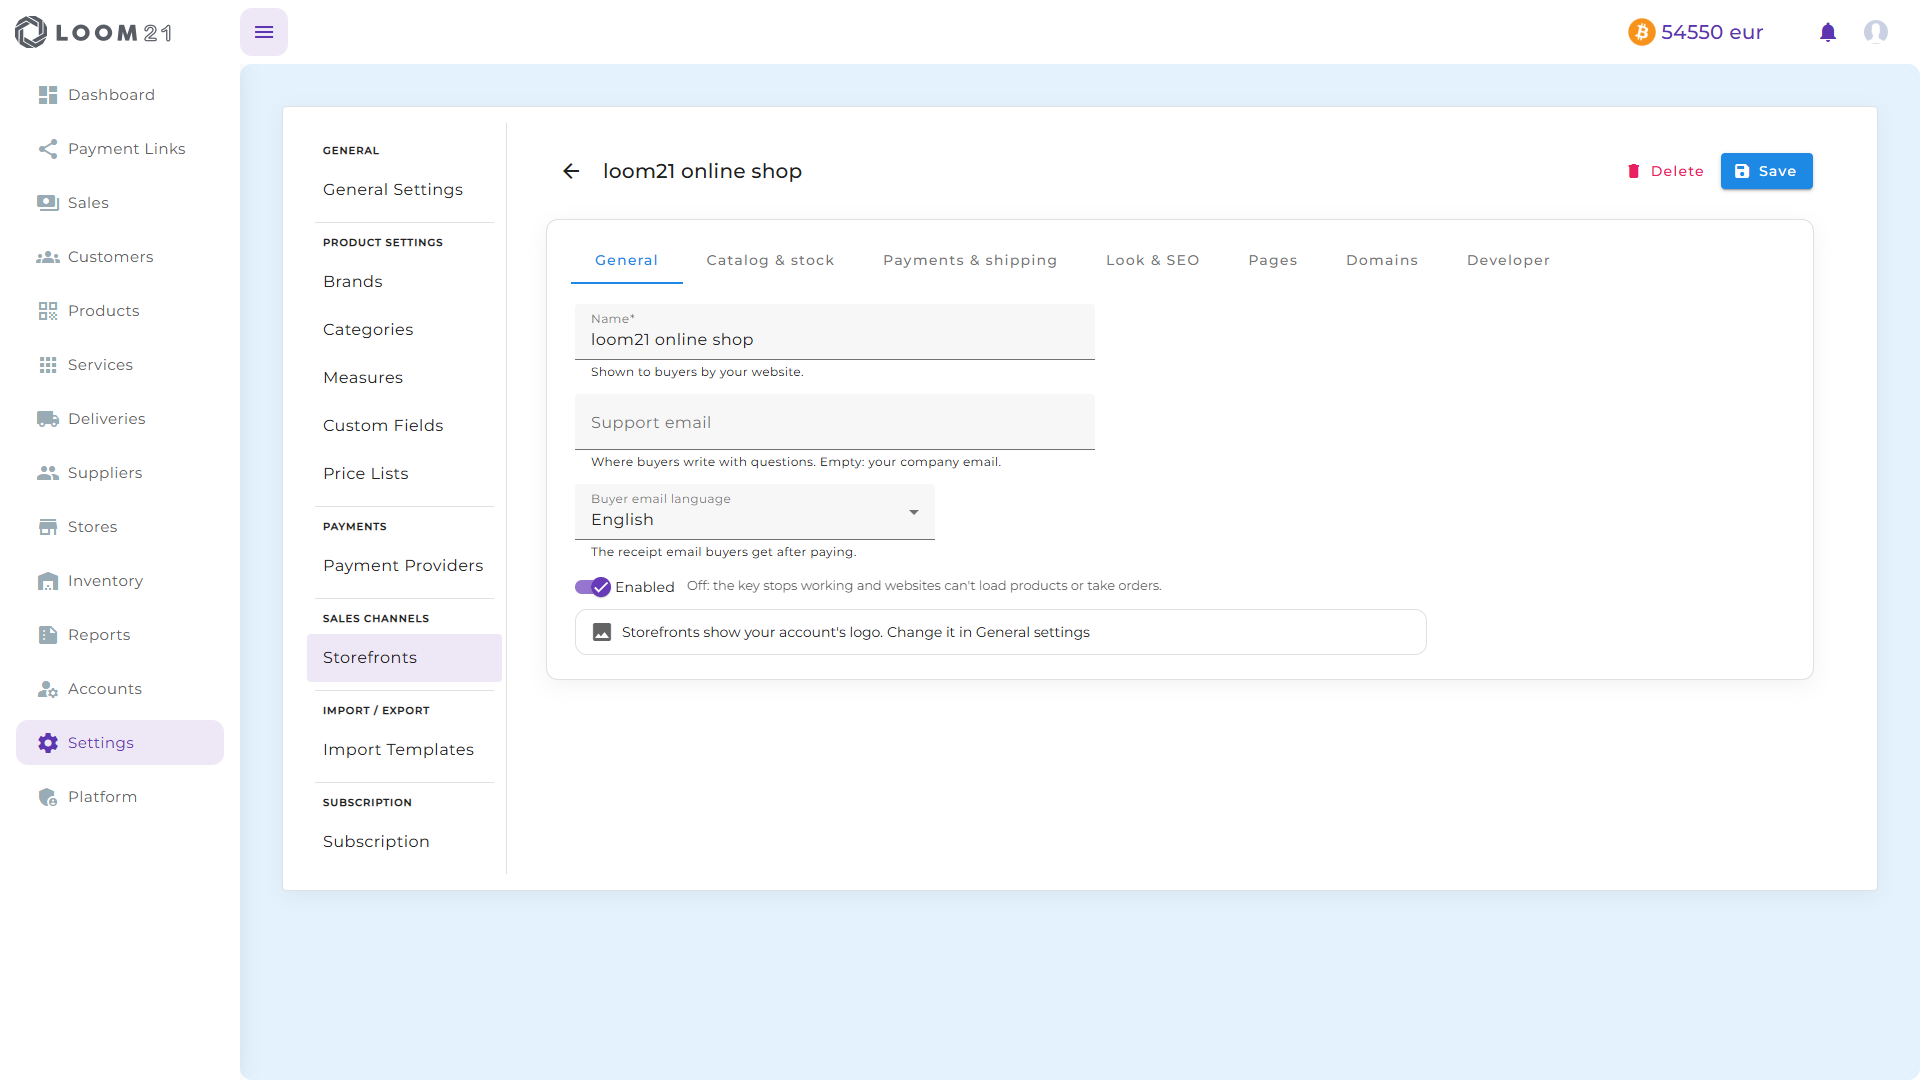 LOOM21
54550 eur
Dashboard
Payment Links
Sales
Customers
Products
Services
Deliveries
Suppliers
Stores
Inventory
Reports
Accounts
Settings
Platform
GENERAL
General Settings
PRODUCT SETTINGS
Brands
Categories
Measures
Custom Fields
Price Lists
PAYMENTS
Payment Providers
SALES CHANNELS
Storefronts
IMPORT / EXPORT
Import Templates
SUBSCRIPTION
Subscription
loom21 online shop
Delete
Save
General
Catalog & stock
Payments & shipping
Look & SEO
Pages
Domains
Developer
Name*
loom21 online shop
Shown to buyers by your website.
Support email
Where buyers write with questions. Empty: your company email.
Buyer email language
English
The receipt email buyers get after paying.
Enabled
Off: the key stops working and websites can't load products or take orders.
Storefronts show your account's logo. Change it in General settings